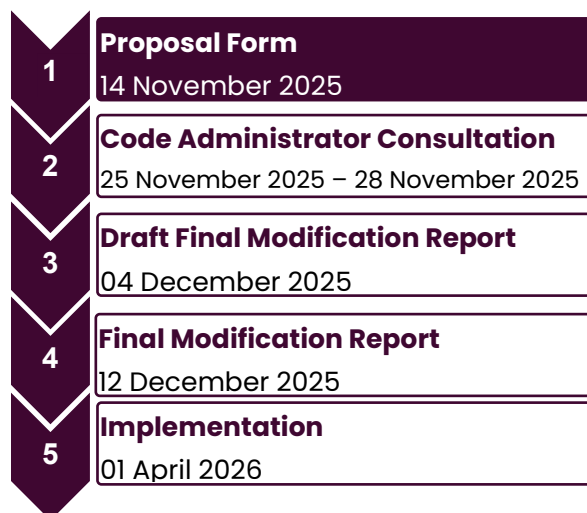 1
Proposal Form
14 November 2025
2
Code Administrator Consultation
25 November 2025 – 28 November 2025
3
Draft Final Modification Report
04 December 2025
4
Final Modification Report
12 December 2025
5
Implementation
01 April 2026